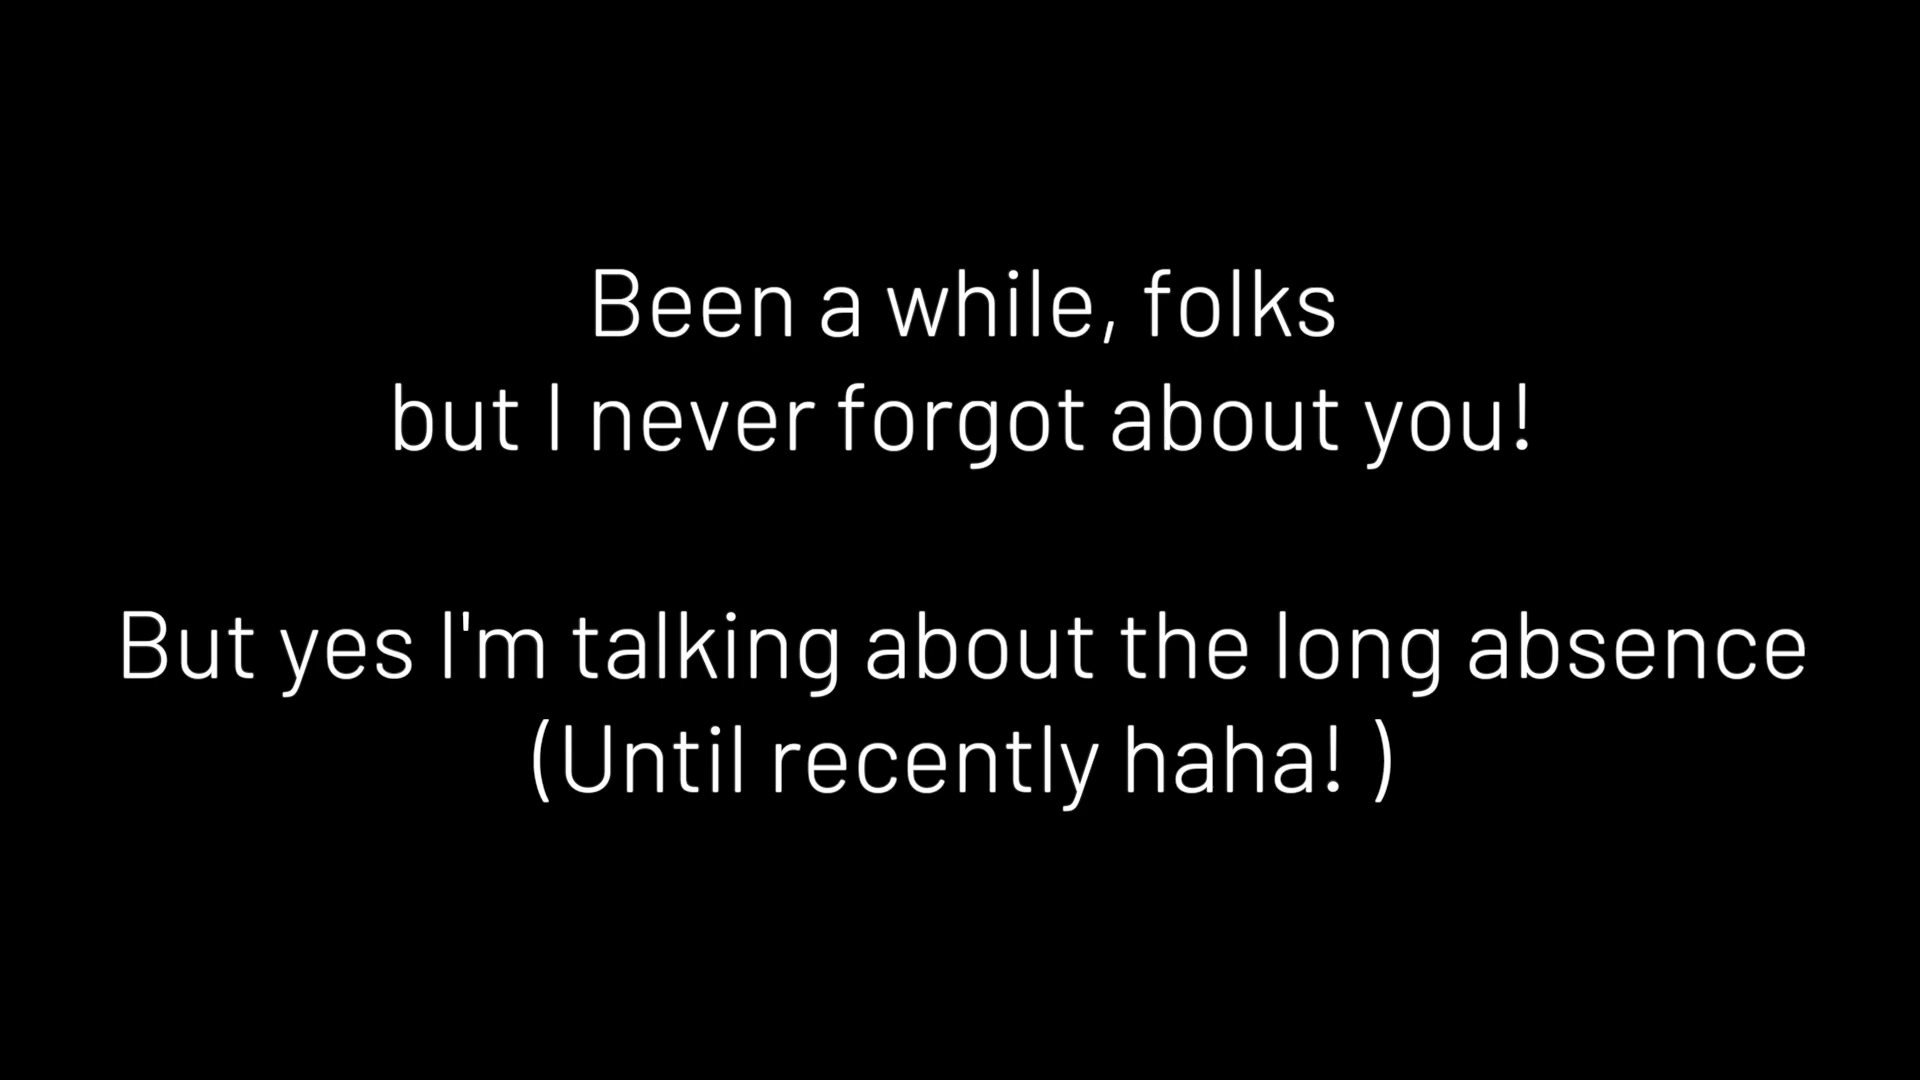 Been a while, folks
but I never forgot about you!
But yes I'm talking about the long absence
(Until recently haha! )